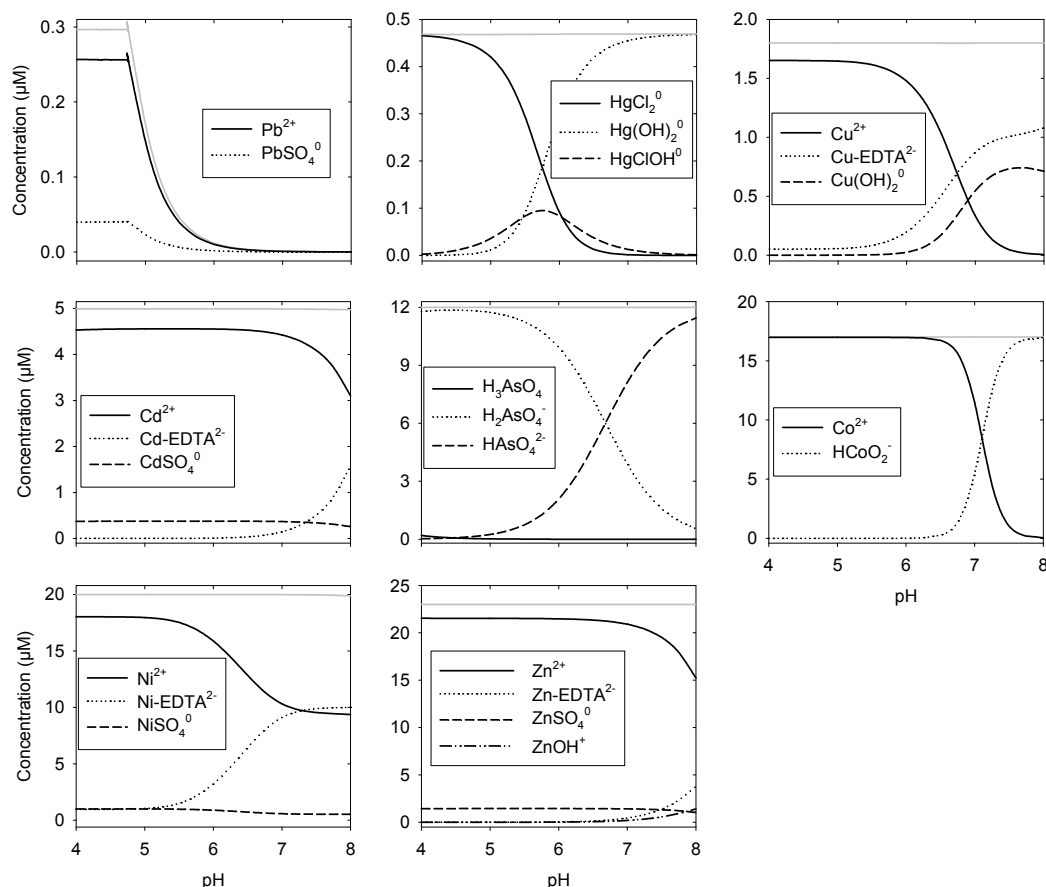 Concentration (µM)
0.3
0.2
0.1
0.0
Pb²⁺
PbSO₄⁰
0.5
0.4
0.3
0.2
0.1
0.0
HgCl₂⁰
Hg(OH)₂⁰
HgClOH⁰
2.0
1.5
1.0
0.5
0.0
Cu²⁺
Cu-EDTA²⁻
Cu(OH)₂⁰
Concentration (µM)
5
4
3
2
1
0
Cd²⁺
Cd-EDTA²⁻
CdSO₄⁰
12
9
6
3
0
H₃AsO₄
H₂AsO₄⁻
HAsO₄²⁻
20
15
10
5
0
Co²⁺
HCoO₂⁻
4 5 6 7 8
pH
Concentration (µM)
20
15
10
5
0
Ni²⁺
Ni-EDTA²⁻
NiSO₄⁰
4 5 6 7 8
pH
25
20
15
10
5
0
Zn²⁺
Zn-EDTA²⁻
ZnSO₄⁰
ZnOH⁺
4 5 6 7 8
pH